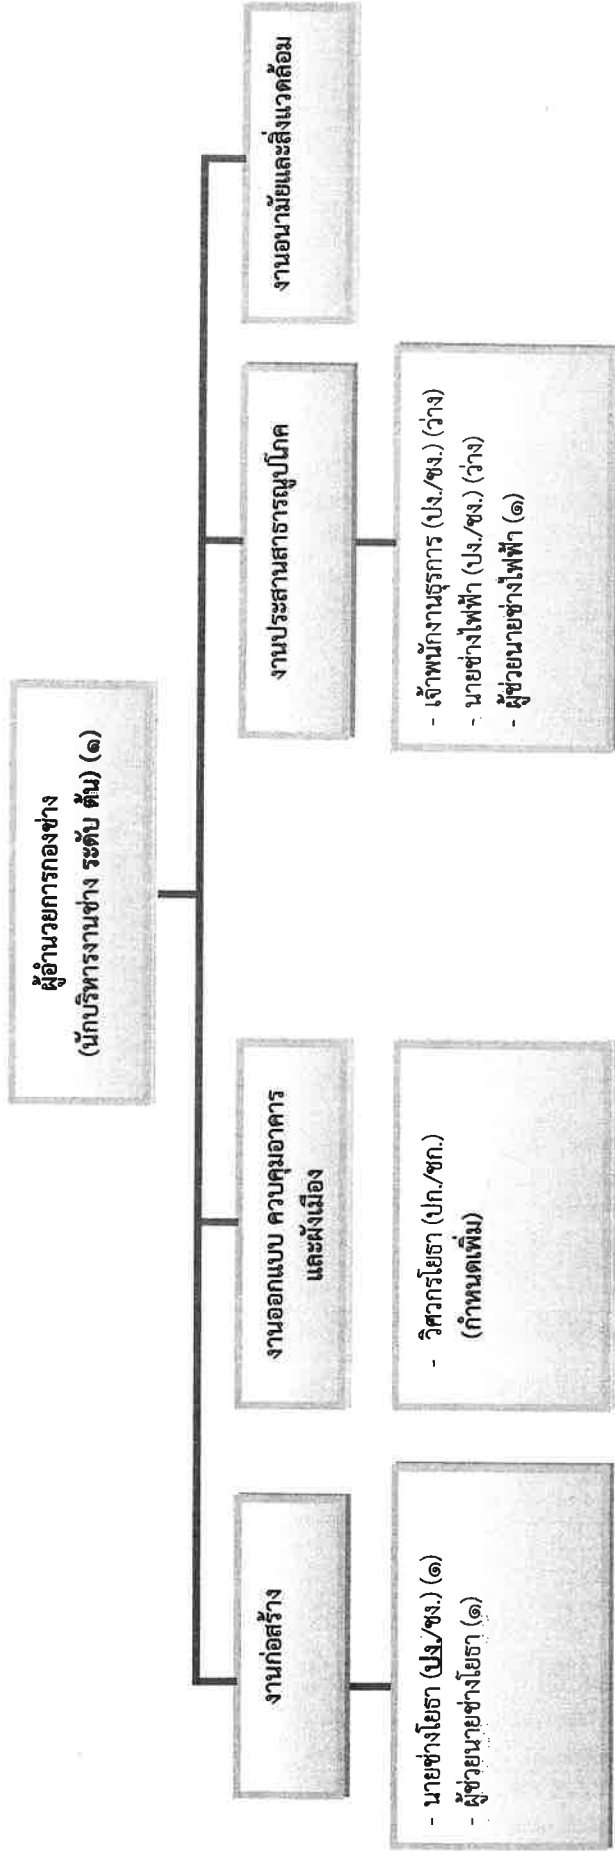 ผู้อำนวยการกองช่าง
(นักบริหารงานช่าง ระดับ ต้น) (๑)
งานก่อสร้าง
งานออกแบบ ควบคุมอาคาร
และผังเมือง
งานประสานสาธารณูปโภค
งานอนามัยและสิ่งแวดล้อม
- นายช่างโยธา (ปง./ชง.) (๑)
- ผู้ช่วยนายช่างโยธา (๑)
- วิศวกรโยธา (ปก./ชก.)
(กำหนดเพิ่ม)
- เจ้าพนักงานธุรการ (ปง./ชง.) (ว่าง)
- นายช่างไฟฟ้า (ปง./ชง.) (ว่าง)
- ผู้ช่วยนายช่างไฟฟ้า (๑)